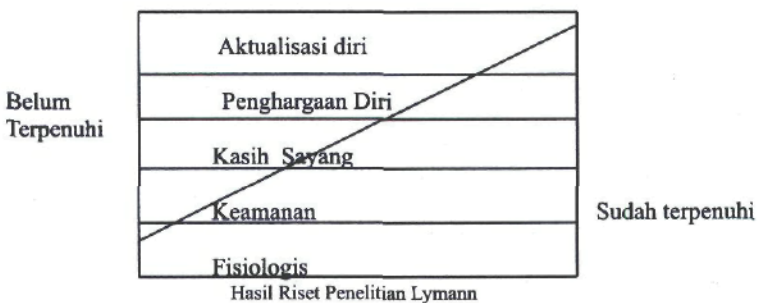 Aktualisasi diri
Belum
Terpenuhi
Penghargaan Diri
Kasih Sayang
Keamanan
Sudah terpenuhi
Fisiologis
Hasil Riset Penelitian Lymann